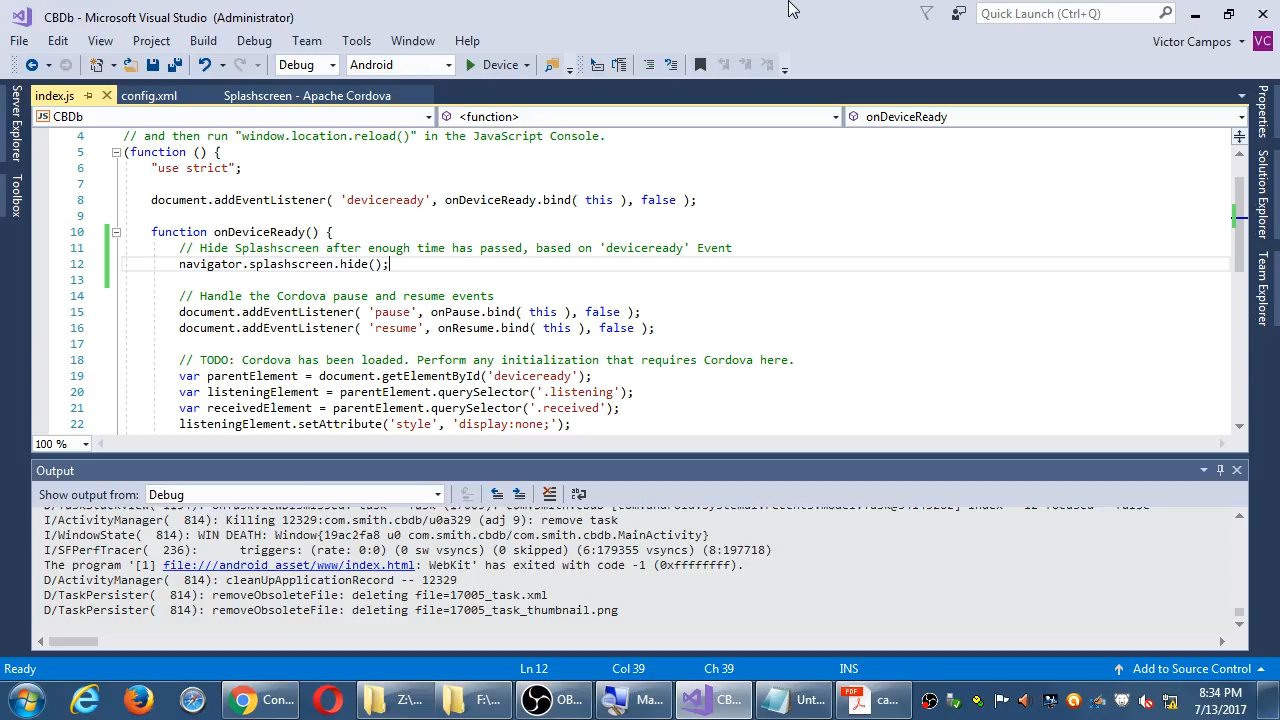 CBDb - Microsoft Visual Studio (Administrator)
Quick Launch (Ctrl+Q)
File Edit View Project Build Debug Team Tools Window Help
Victor Campos VC
Debug Android Device
index.js config.xml Splashscreen - Apache Cordova
JS CBDb <function> onDeviceReady
4 // and then run "window.location.reload()" in the JavaScript Console.
5 (function () {
6 "use strict";
7
8 document.addEventListener( 'deviceready', onDeviceReady.bind( this ), false );
9
10 function onDeviceReady() {
11 // Hide Splashscreen after enough time has passed, based on 'deviceready' Event
12 navigator.splashscreen.hide();
13
14 // Handle the Cordova pause and resume events
15 document.addEventListener( 'pause', onPause.bind( this ), false );
16 document.addEventListener( 'resume', onResume.bind( this ), false );
17
18 // TODO: Cordova has been loaded. Perform any initialization that requires Cordova here.
19 var parentElement = document.getElementById('deviceready');
20 var listeningElement = parentElement.querySelector('.listening');
21 var receivedElement = parentElement.querySelector('.received');
22 listeningElement.setAttribute('style', 'display:none;');
100 %
Server Explorer
Toolbox
Properties
Solution Explorer
Team Explorer
Output
Show output from: Debug
I/ActivityManager( 814): Killing 12329:com.smith.cbdb/u0a329 (adj 9): remove task
I/WindowState( 814): WIN DEATH: Window{19ac2fa8 u0 com.smith.cbdb/com.smith.cbdb.MainActivity}
I/SFPerfTracer( 236): triggers: (rate: 0:0) (0 sw vsyncs) (0 skipped) (6:179355 vsyncs) (8:197718)
The program '[1] file:///android_asset/www/index.html: WebKit' has exited with code -1 (0xffffffff).
D/ActivityManager( 814): cleanUpApplicationRecord -- 12329
D/TaskPersister( 814): removeObsoleteFile: deleting file=17005_task.xml
D/TaskPersister( 814): removeObsoleteFile: deleting file=17005_task_thumbnail.png
Ready Ln 12 Col 39 Ch 39 INS Add to Source Control
Con... Z:\... F:\... OB... Ma... CB... Unt... PDF ca...
8:34 PM
7/13/2017